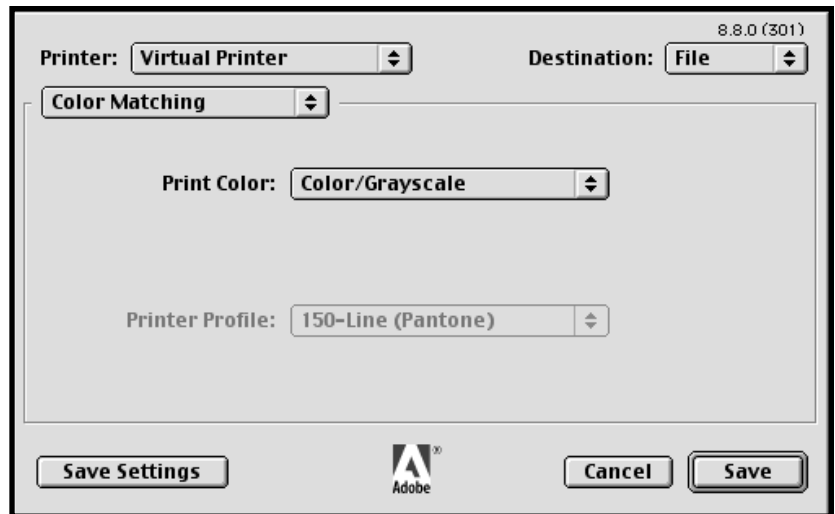 8.8.0 (301)
Printer: Virtual Printer Destination: File
Color Matching
Print Color: Color/Grayscale
Printer Profile: 150-Line (Pantone)
Save Settings Adobe® Cancel Save